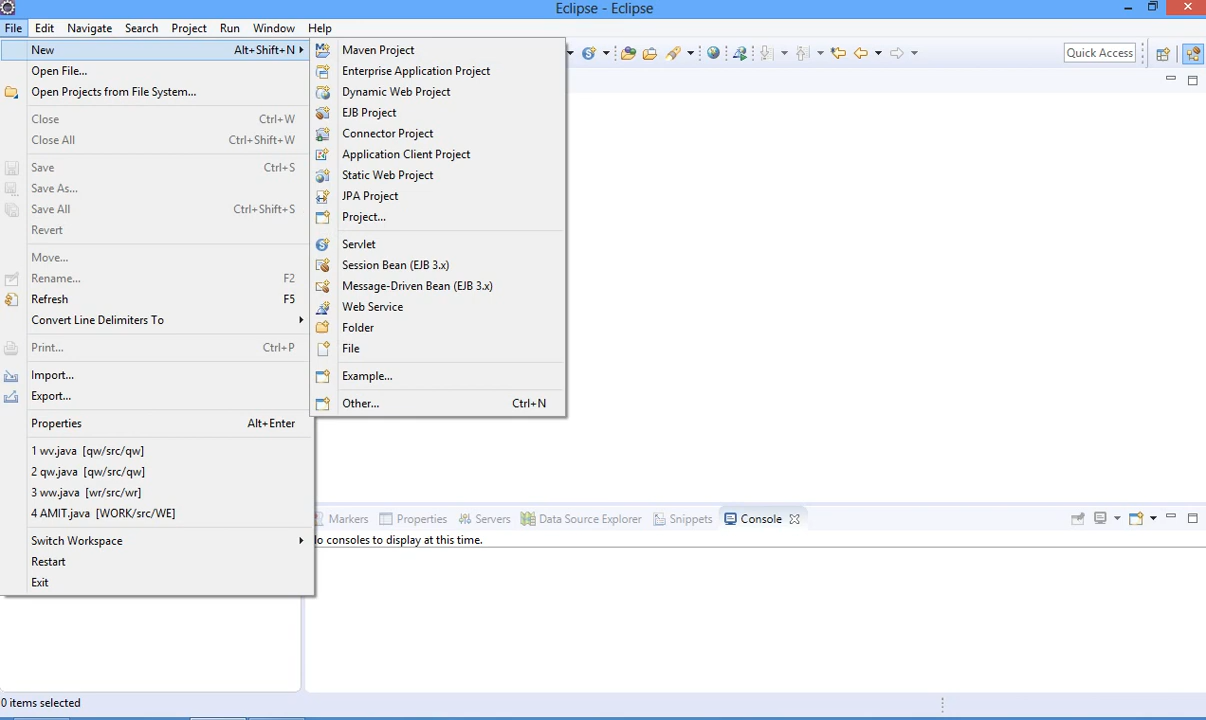 Eclipse - Eclipse
File Edit Navigate Search Project Run Window Help
New Alt+Shift+N
Open File...
Open Projects from File System...
Close Ctrl+W
Close All Ctrl+Shift+W
Save Ctrl+S
Save As...
Save All Ctrl+Shift+S
Revert
Move...
Rename... F2
Refresh F5
Convert Line Delimiters To
Print... Ctrl+P
Import...
Export...
Properties Alt+Enter
1 wv.java [qw/src/qw]
2 qw.java [qw/src/qw]
3 ww.java [wr/src/wr]
4 AMIT.java [WORK/src/WE]
Switch Workspace
Restart
Exit
Maven Project
Enterprise Application Project
Dynamic Web Project
EJB Project
Connector Project
Application Client Project
Static Web Project
JPA Project
Project...
Servlet
Session Bean (EJB 3.x)
Message-Driven Bean (EJB 3.x)
Web Service
Folder
File
Example...
Other... Ctrl+N
Quick Access
Markers Properties Servers Data Source Explorer Snippets Console
lo consoles to display at this time.
0 items selected